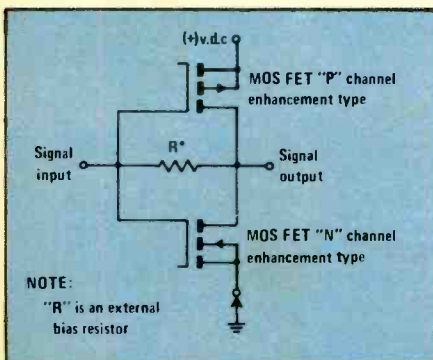 (+)v.d.c
MOS FET "P" channel
enhancement type
R*
Signal
input
Signal
output
MOS FET "N" channel
enhancement type
NOTE:
"R" is an external
bias resistor